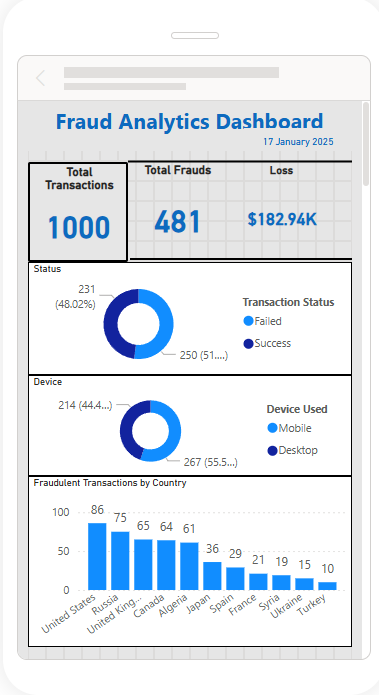 Fraud Analytics Dashboard
17 January 2025
Total
Transactions
1000
Total Frauds
481
Loss
$182.94K
Status
231
(48.02%)
250 (51....)
Transaction Status
Failed
Success
Device
214 (44.4...)
267 (55.5...)
Device Used
Mobile
Desktop
Fraudulent Transactions by Country
100
50
0
86
75
65
64
61
36
29
21
19
15
10
United States
Russia
United King...
Canada
Algeria
Japan
Spain
France
Syria
Ukraine
Turkey